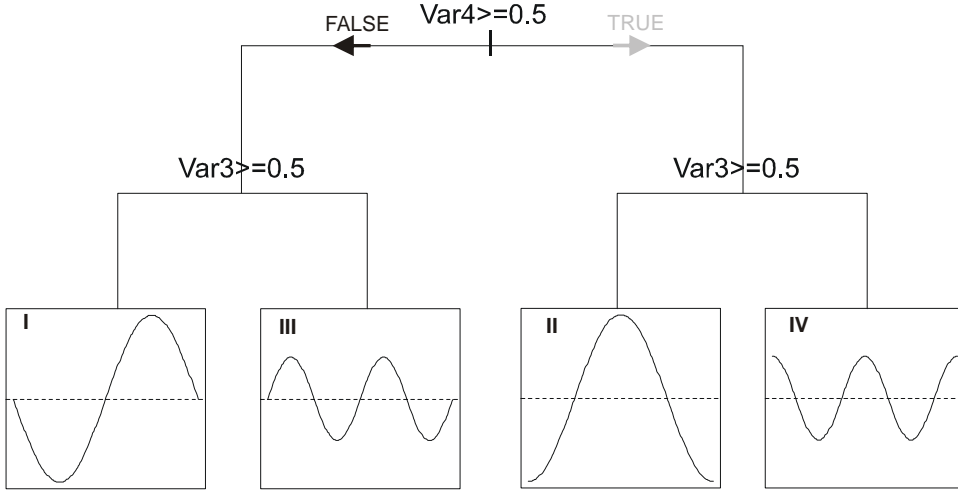 Var4>=0.5
FALSE
TRUE
Var3>=0.5
Var3>=0.5
I
III
II
IV